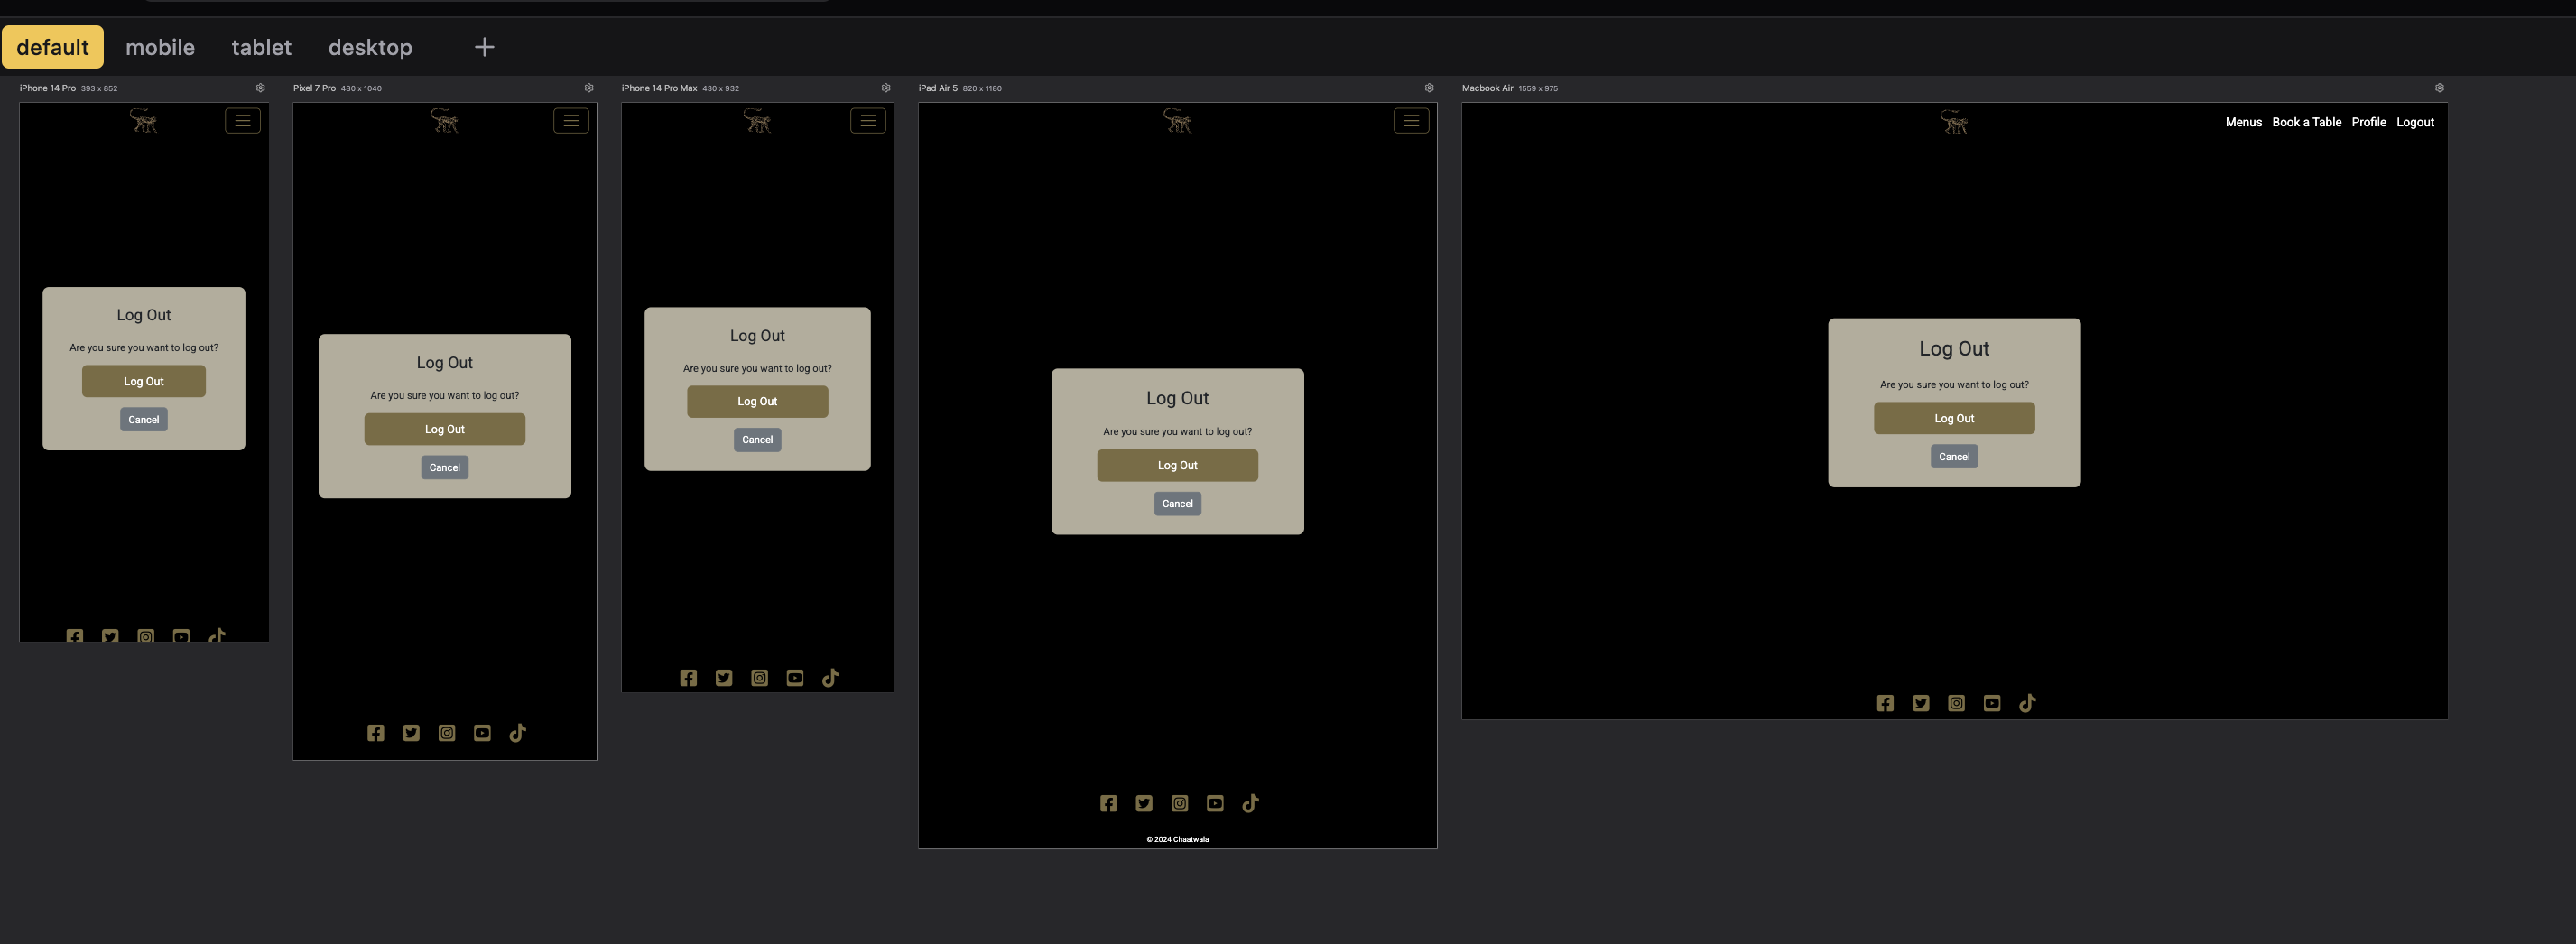 default mobile tablet desktop
iPhone 14 Pro 393 x 852
Log Out
Are you sure you want to log out?
Log Out
Cancel
Pixel 7 Pro 480 x 1040
Log Out
Are you sure you want to log out?
Log Out
Cancel
iPhone 14 Pro Max 430 x 932
Log Out
Are you sure you want to log out?
Log Out
Cancel
iPad Air 5 820 x 1180
Log Out
Are you sure you want to log out?
Log Out
Cancel
© 2024 Chaatwala
Macbook Air 1559 x 975
Menus Book a Table Profile Logout
Log Out
Are you sure you want to log out?
Log Out
Cancel